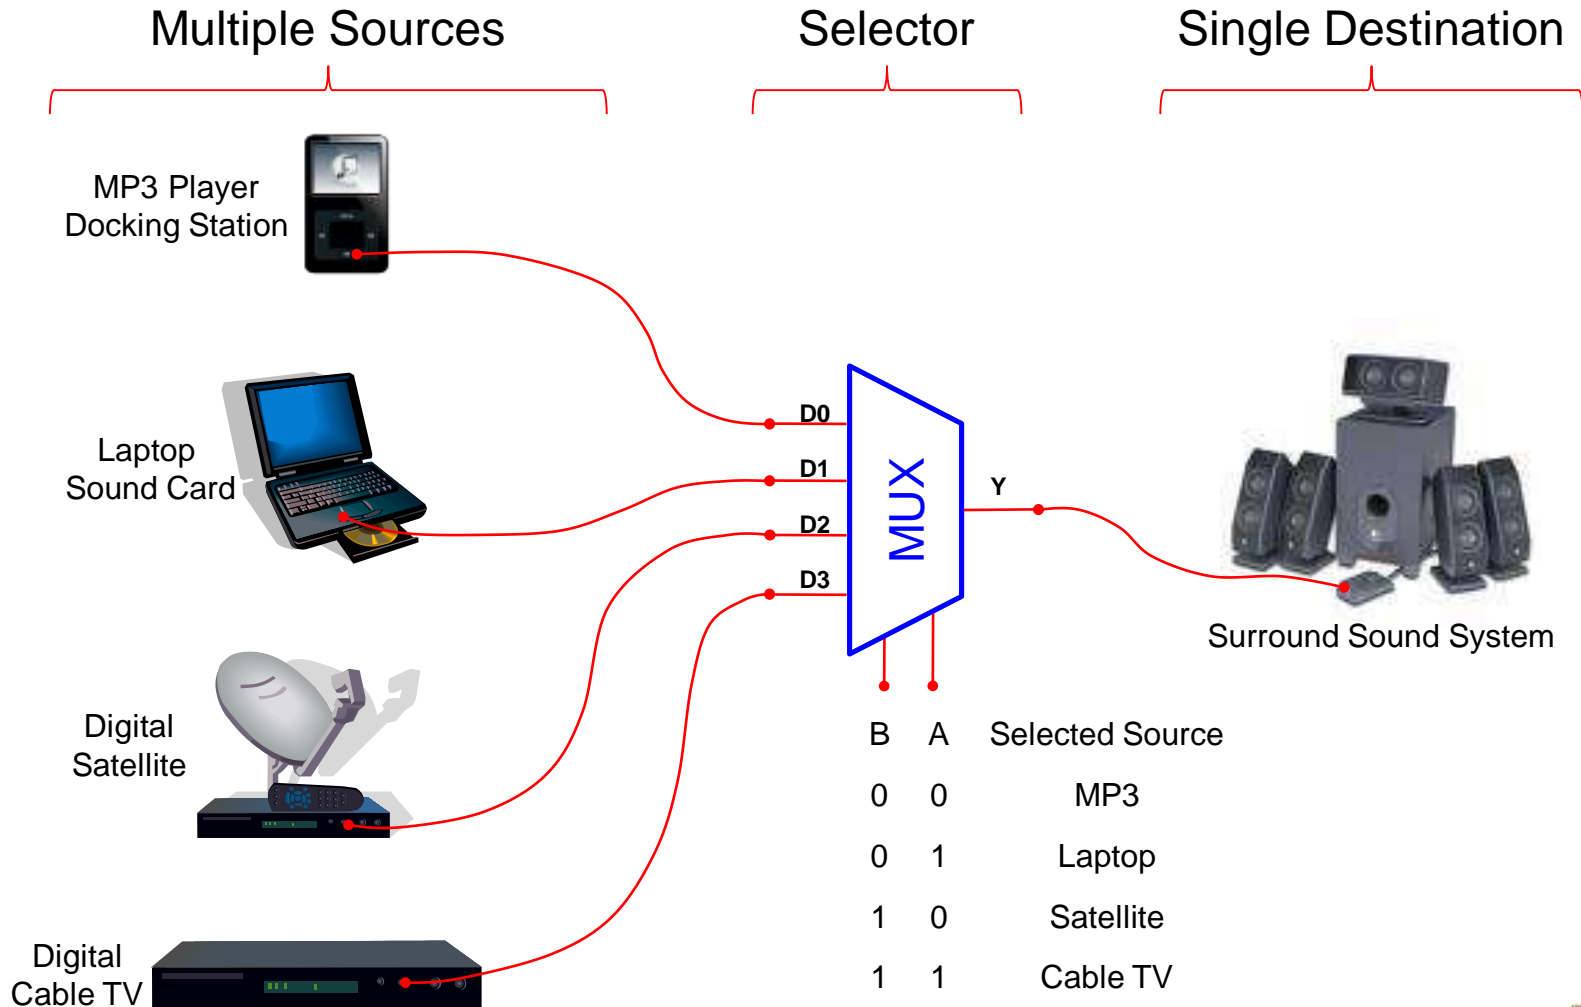 Multiple Sources
Selector
Single Destination
MP3 Player
Docking Station
Laptop
Sound Card
Digital
Satellite
Digital
Cable TV
D0
D1
D2
D3
MUX
Y
Surround Sound System
B A Selected Source
0 0 MP3
0 1 Laptop
1 0 Satellite
1 1 Cable TV